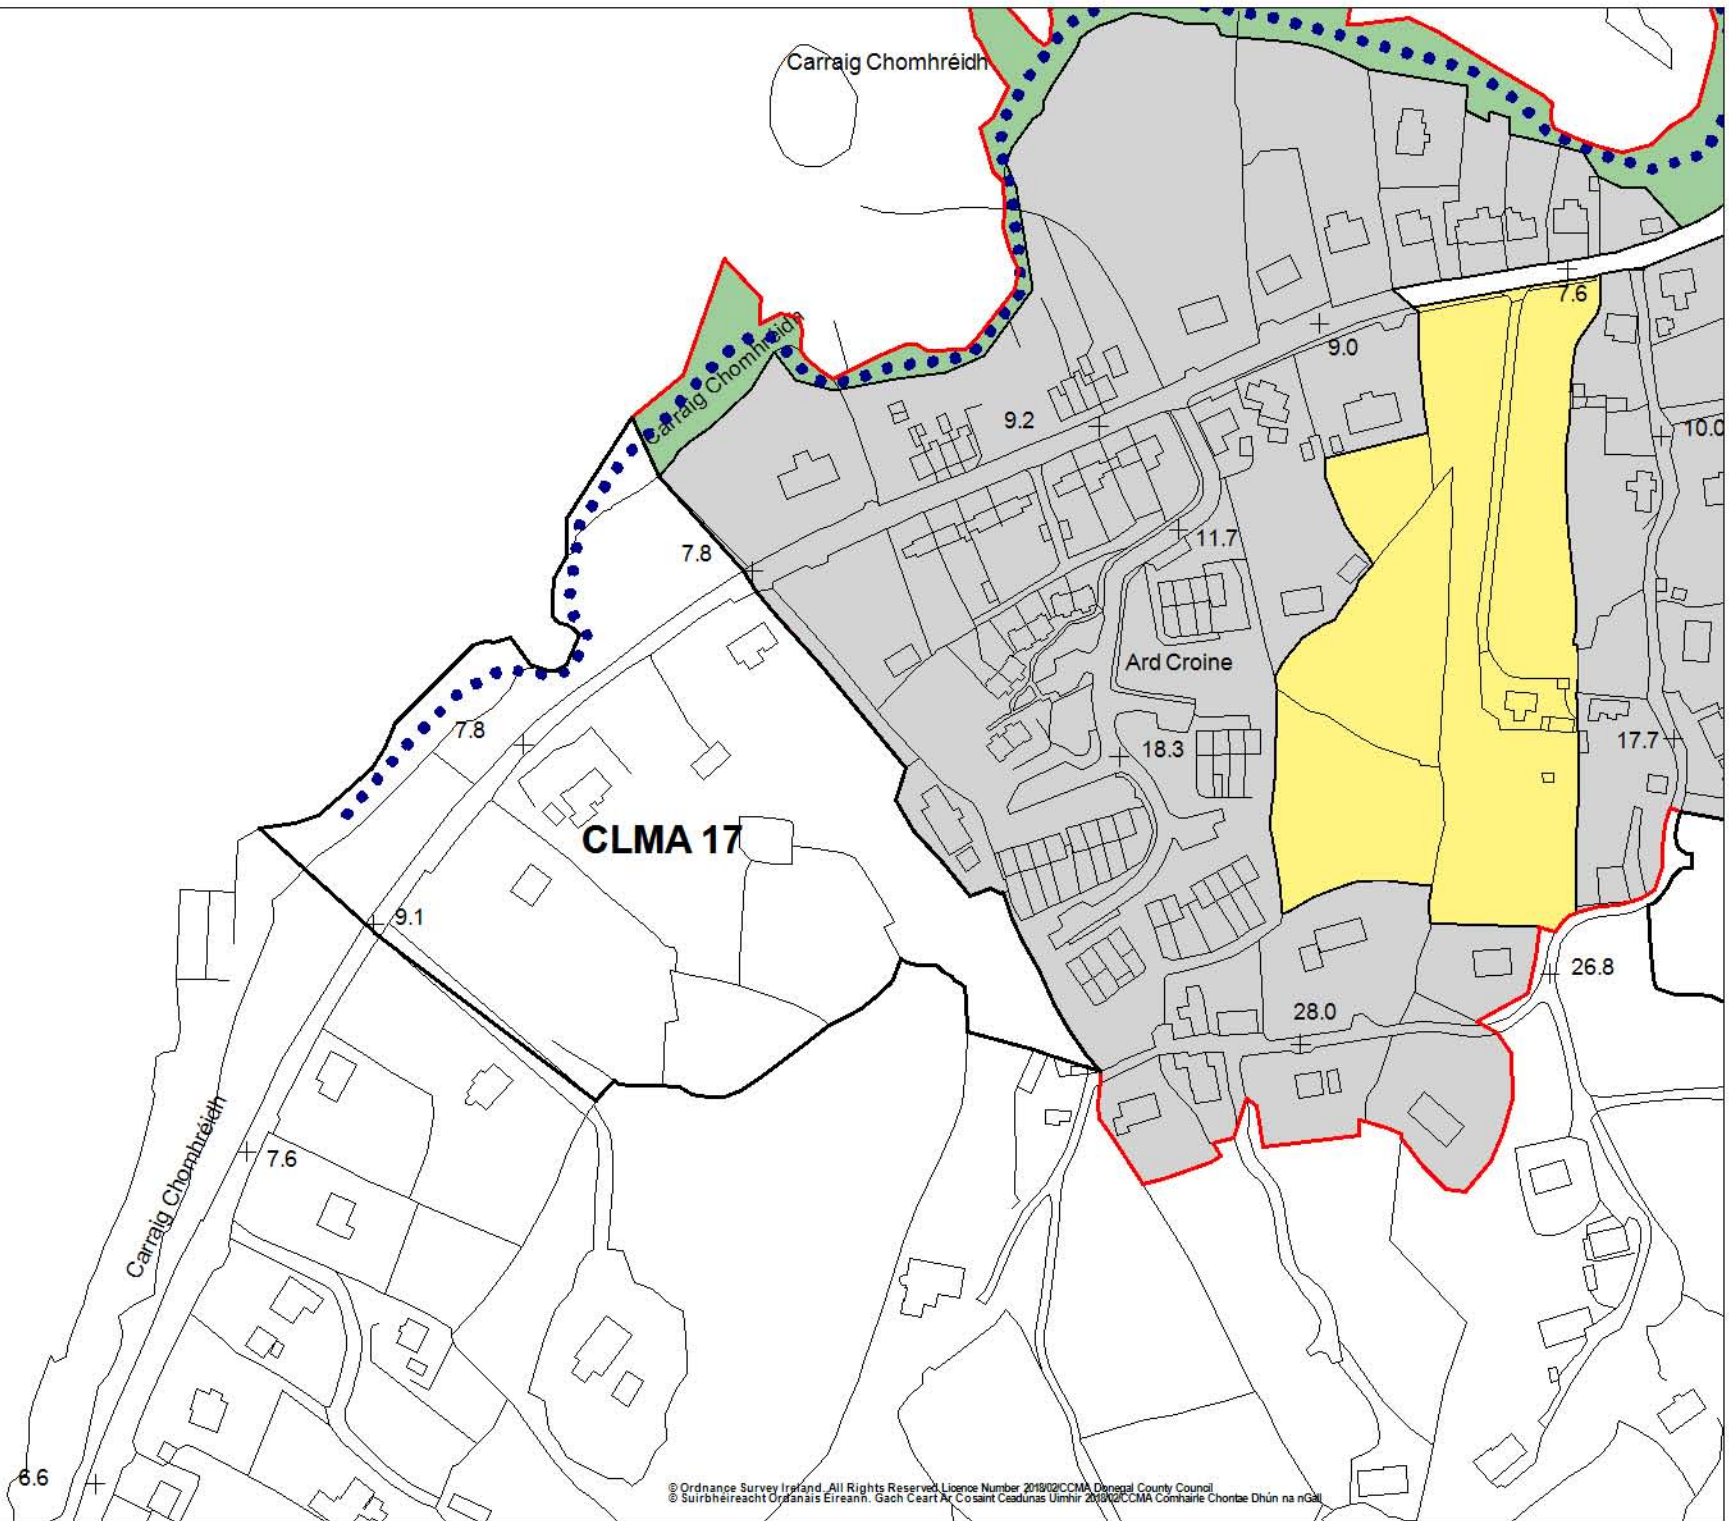 Carraig Chomhréidh
7.6
Carraig Chomhréidh
9.0
9.2
10.0
11.7
7.8
Ard Croine
7.8
18.3
17.7
CLMA 17
9.1
26.8
28.0
Carraig Chomhréidh
7.6
6.6
© Ordnance Survey Ireland. All Rights Reserved Licence Number 2018/02/CCMA Donegal County Council
© Suirbhéireacht Ordanáis Éireann. Gach Ceart Ar Cosaint Ceadúnas Uimhir 2018/02/CCMA Comhairle Chontae Dhún na nGall